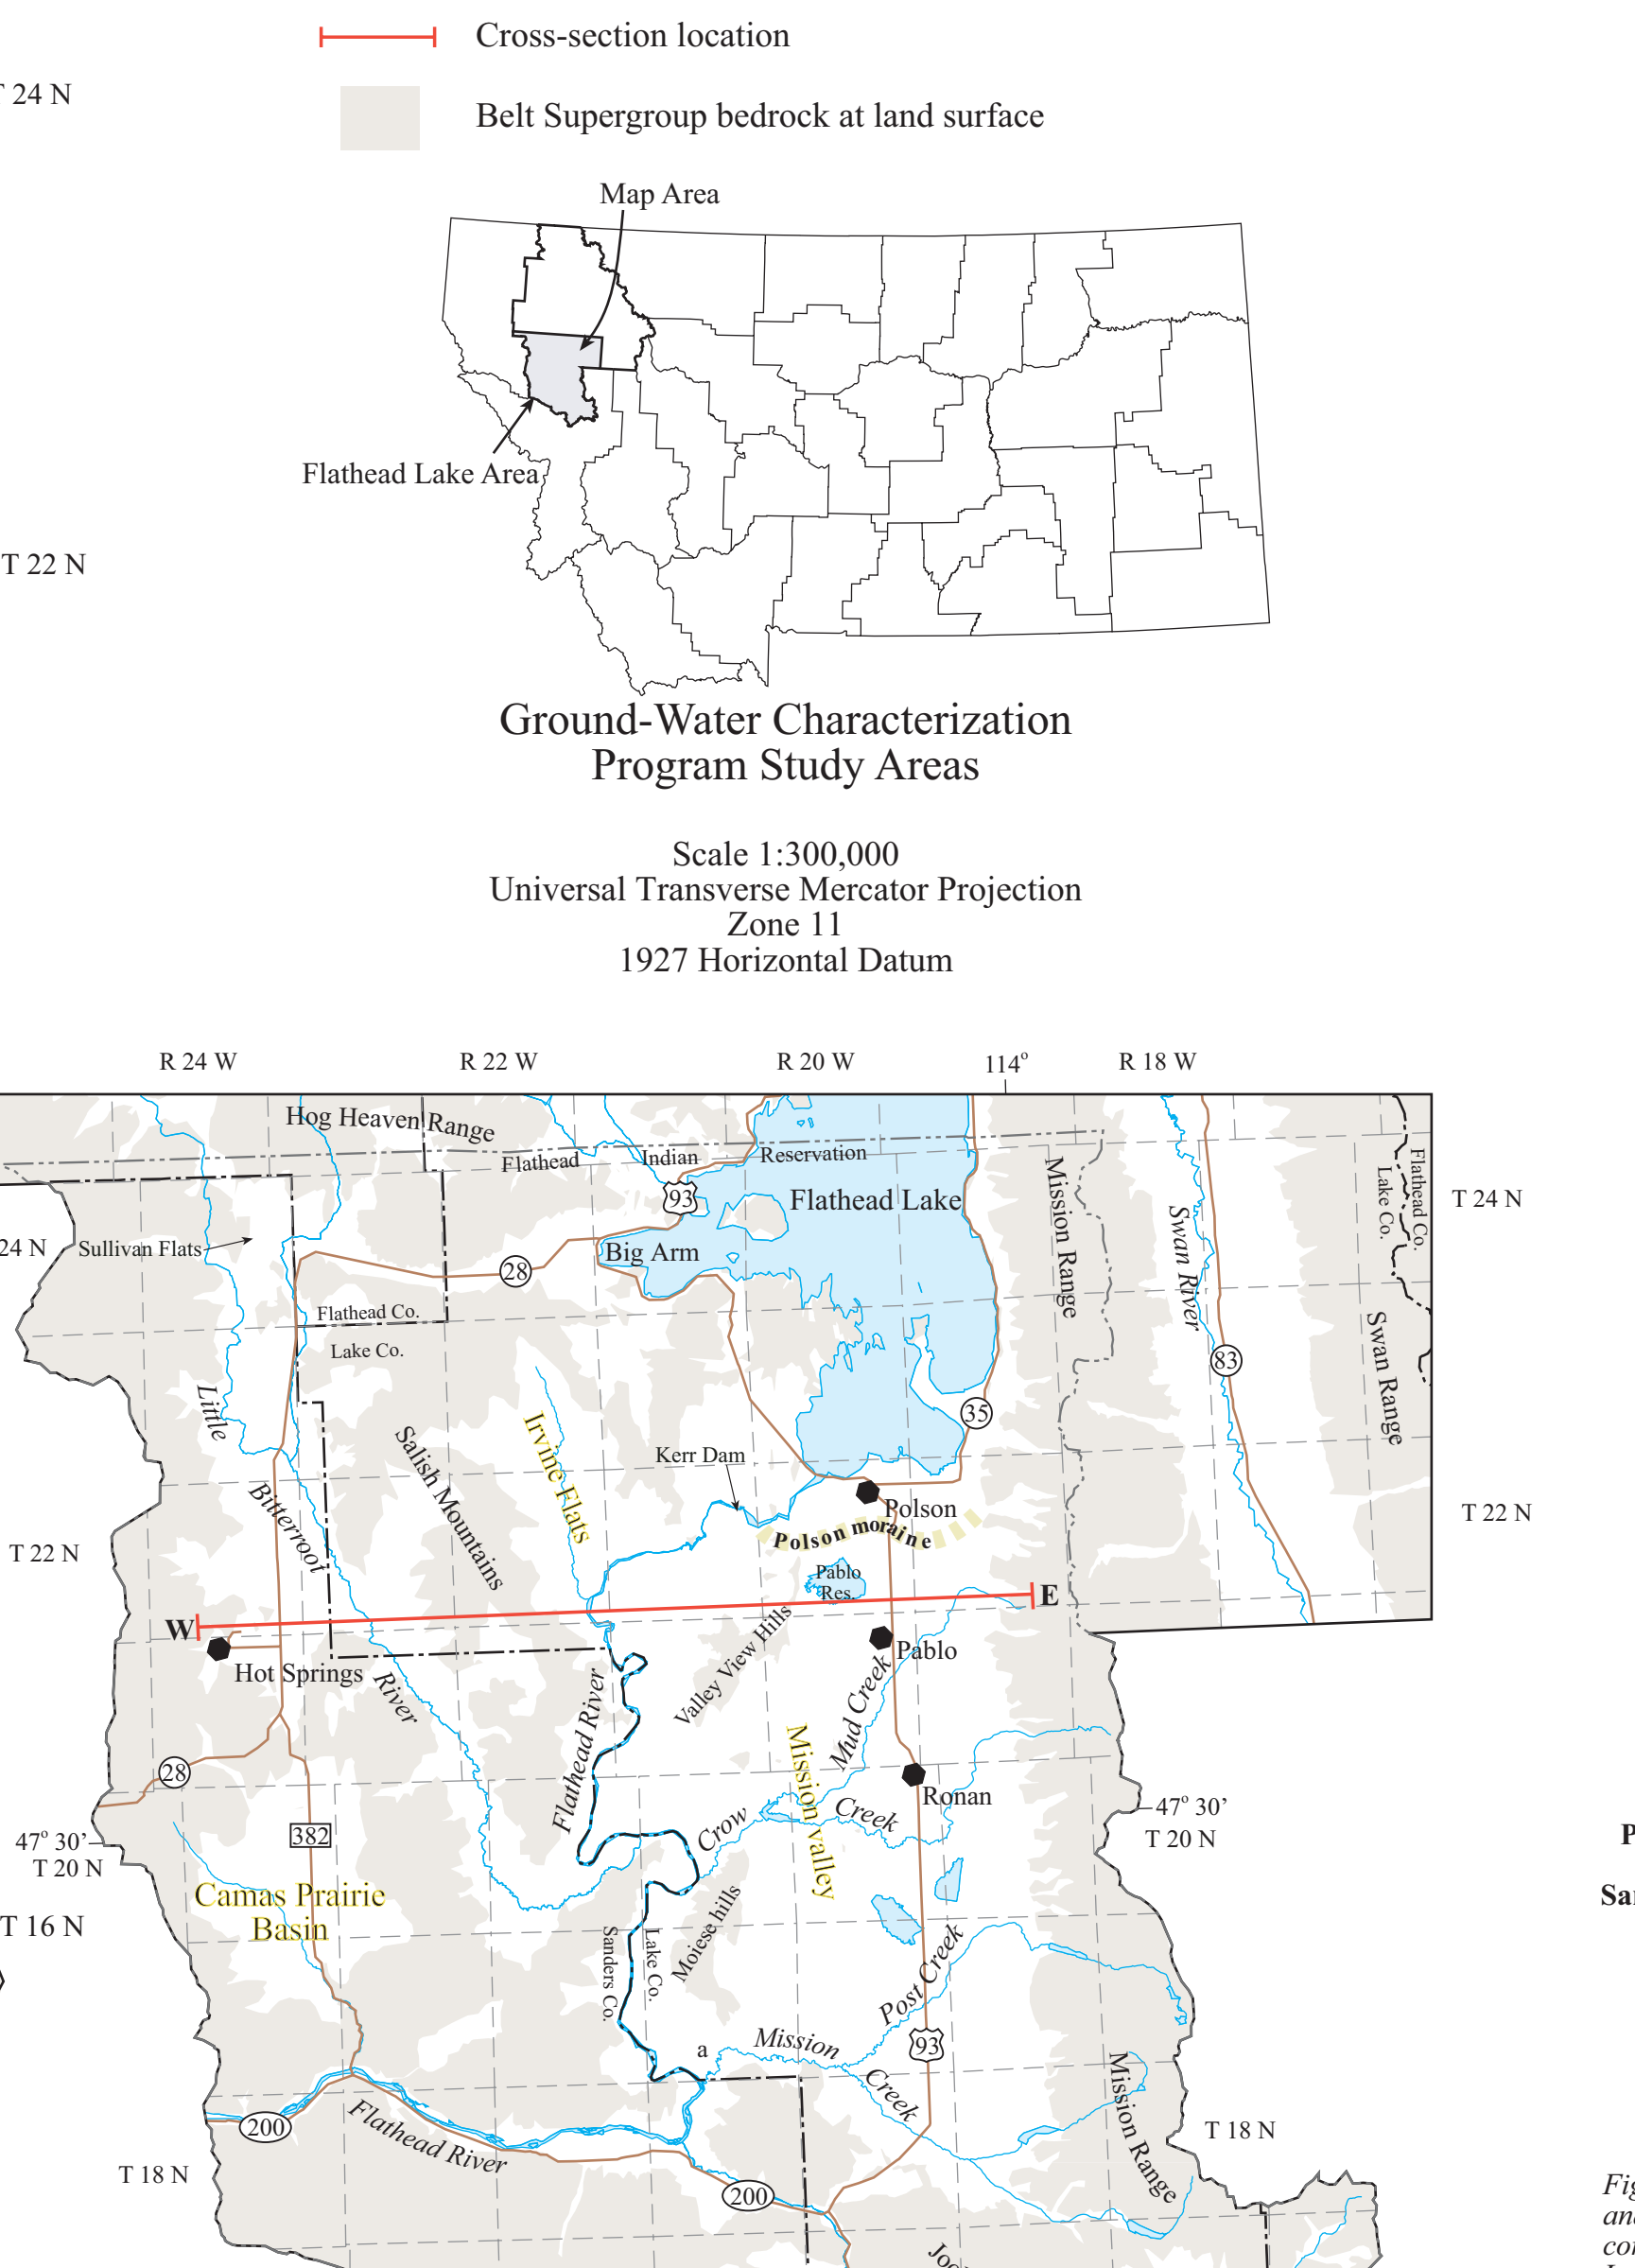 Cross-section location
T 24 N
Belt Supergroup bedrock at land surface
Map Area
Flathead Lake Area
T 22 N
Ground-Water Characterization
Program Study Areas
Scale 1:300,000
Universal Transverse Mercator Projection
Zone 11
1927 Horizontal Datum
R 24 W
R 22 W
R 20 W
114°
R 18 W
Hog Heaven Range
Flathead Indian Reservation
93
Flathead Lake
Mission Range
Swan River
Flathead Co.
Lake Co.
T 24 N
24 N
Sullivan Flats
Big Arm
28
Flathead Co.
Lake Co.
Swan Range
83
35
Little
Bitterroot
River
Salish Mountains
Irvine Flats
Kerr Dam
Polson
Polson moraine
T 22 N
T 22 N
Pablo
Res.
W
E
Hot Springs
Pablo
Valley View Hills
Mud Creek
Flathead River
Mission valley
28
Ronan
Crow
Creek
382
47° 30’
T 20 N
47° 30’
T 20 N
P
Camas Prairie
Basin
T 16 N
Sanders Co.
Lake Co.
Moiese hills
Post Creek
a
Mission
Creek
93
Mission Range
200
Flathead River
T 18 N
T 18 N
200
Fig